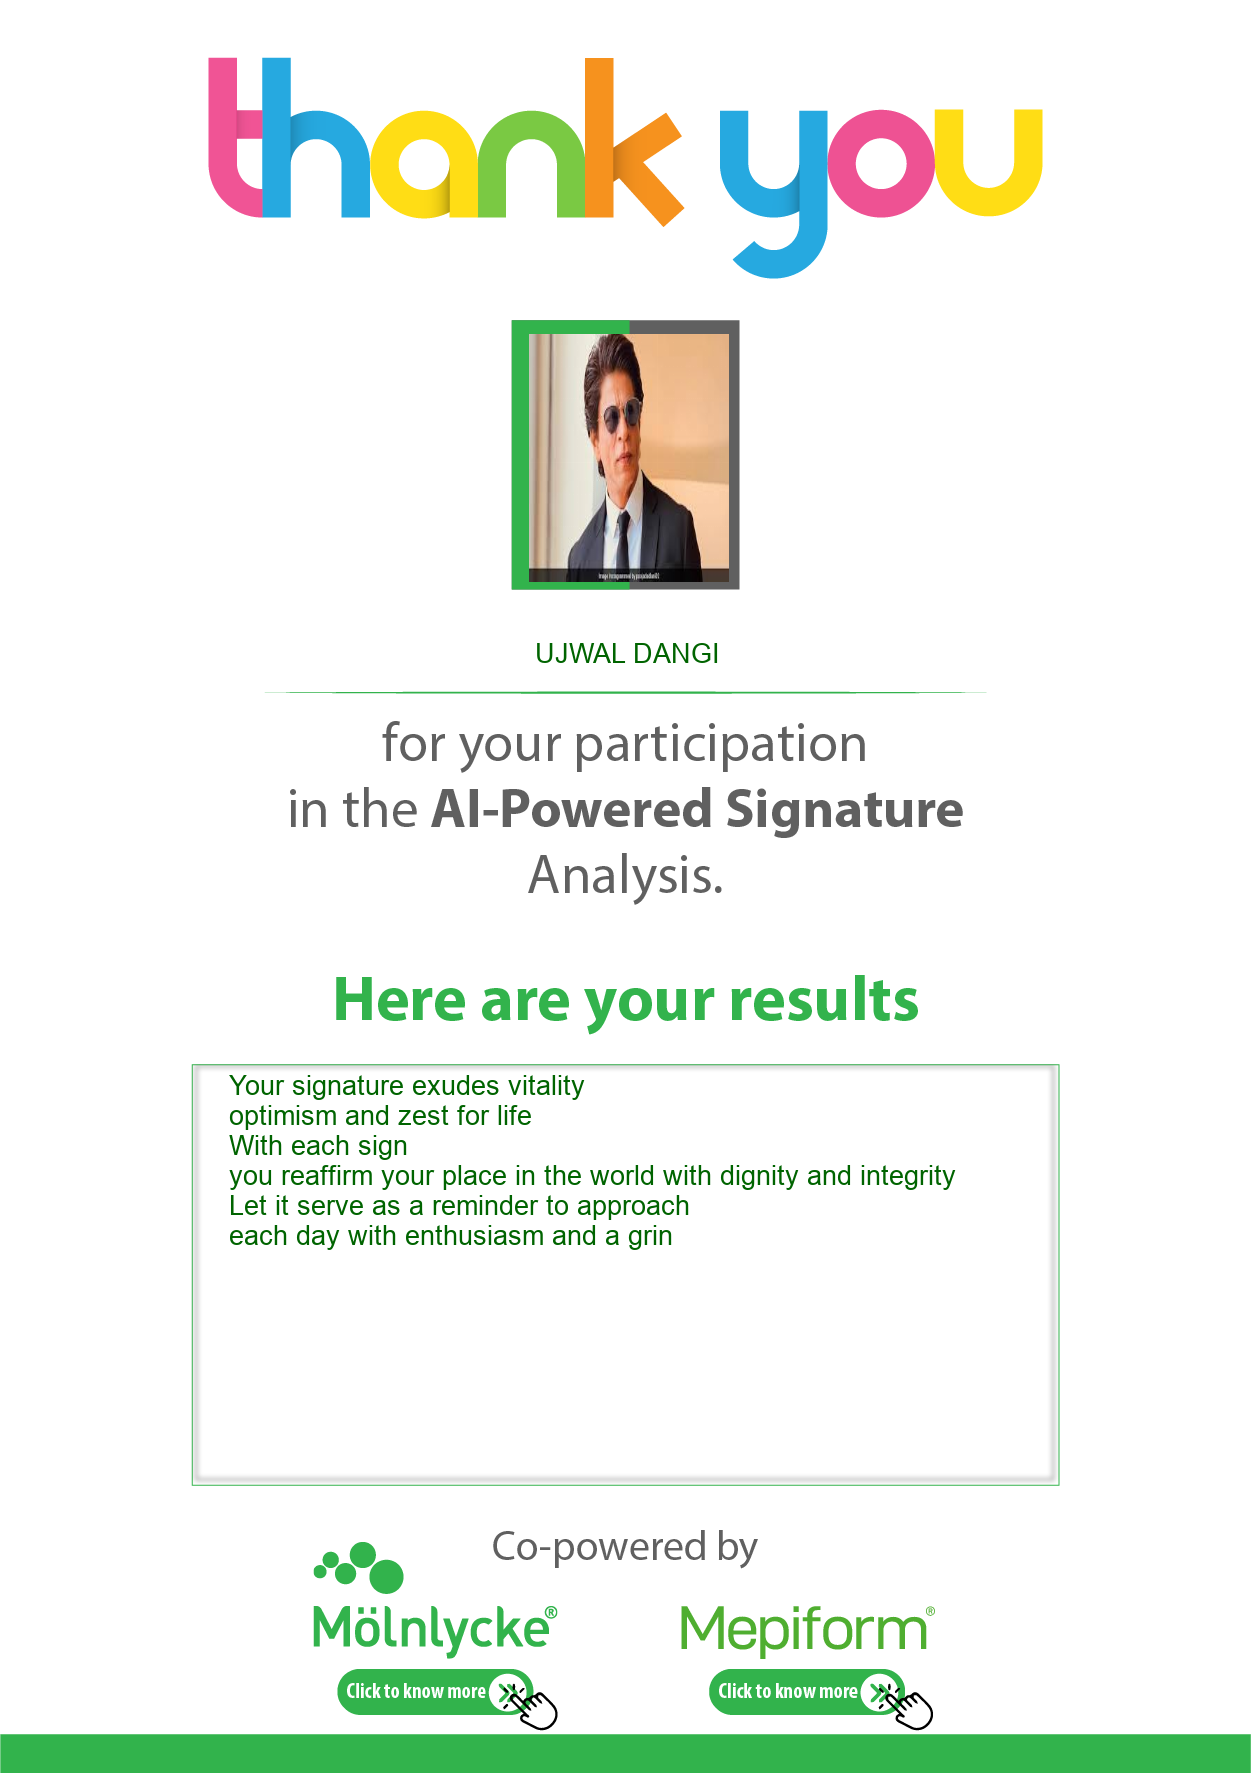 thank you
UJWAL DANGI
for your participation
in the AI-Powered Signature
Analysis.
Here are your results
Your signature exudes vitality
optimism and zest for life
With each sign
you reaffirm your place in the world with dignity and integrity
Let it serve as a reminder to approach
each day with enthusiasm and a grin
Co-powered by
Mölnlycke®
Mepiform®
Click to know more
Click to know more